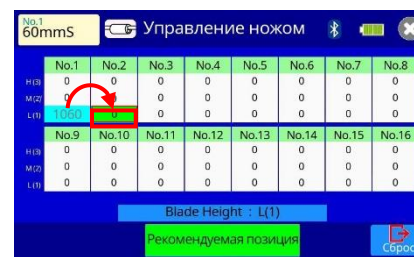 No.1
60mmS Управление ножом
No.1 No.2 No.3 No.4 No.5 No.6 No.7 No.8
H(3) 0 0 0 0 0 0 0 0
M(2) 0 0 0 0 0 0 0
L(1) 1060 0 0 0 0 0 0 0
No.9 No.10 No.11 No.12 No.13 No.14 No.15 No.16
H(3) 0 0 0 0 0 0 0 0
M(2) 0 0 0 0 0 0 0 0
L(1) 0 0 0 0 0 0 0 0
Blade Height : L(1)
Рекомендуемая позиция
Сброс